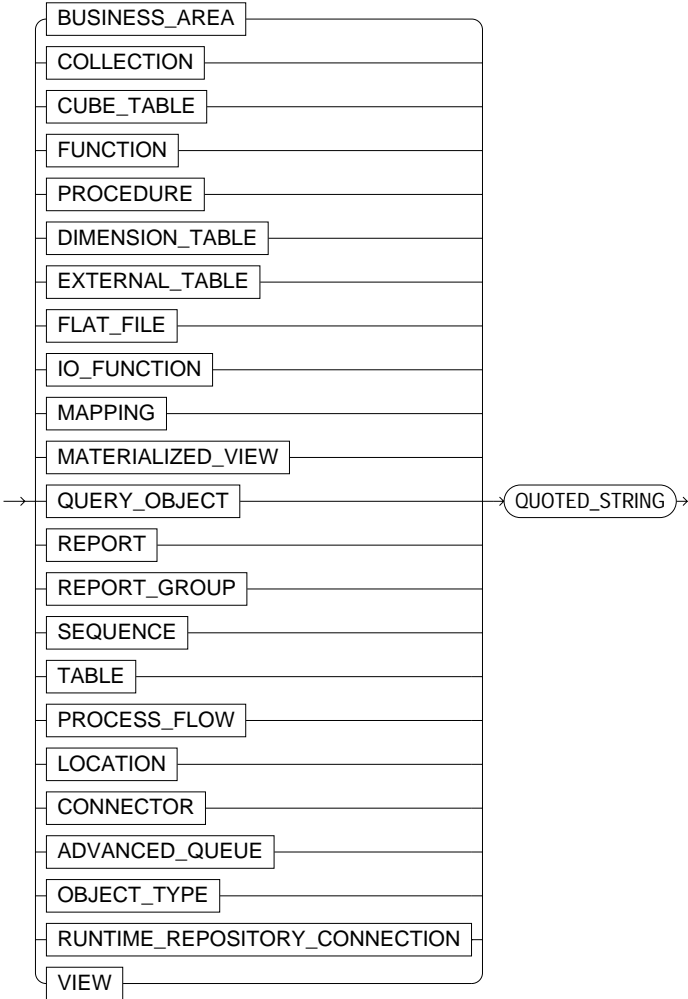 BUSINESS_AREA
COLLECTION
CUBE_TABLE
FUNCTION
PROCEDURE
DIMENSION_TABLE
EXTERNAL_TABLE
FLAT_FILE
IO_FUNCTION
MAPPING
MATERIALIZED_VIEW
QUERY_OBJECT QUOTED_STRING
REPORT
REPORT_GROUP
SEQUENCE
TABLE
PROCESS_FLOW
LOCATION
CONNECTOR
ADVANCED_QUEUE
OBJECT_TYPE
RUNTIME_REPOSITORY_CONNECTION
VIEW